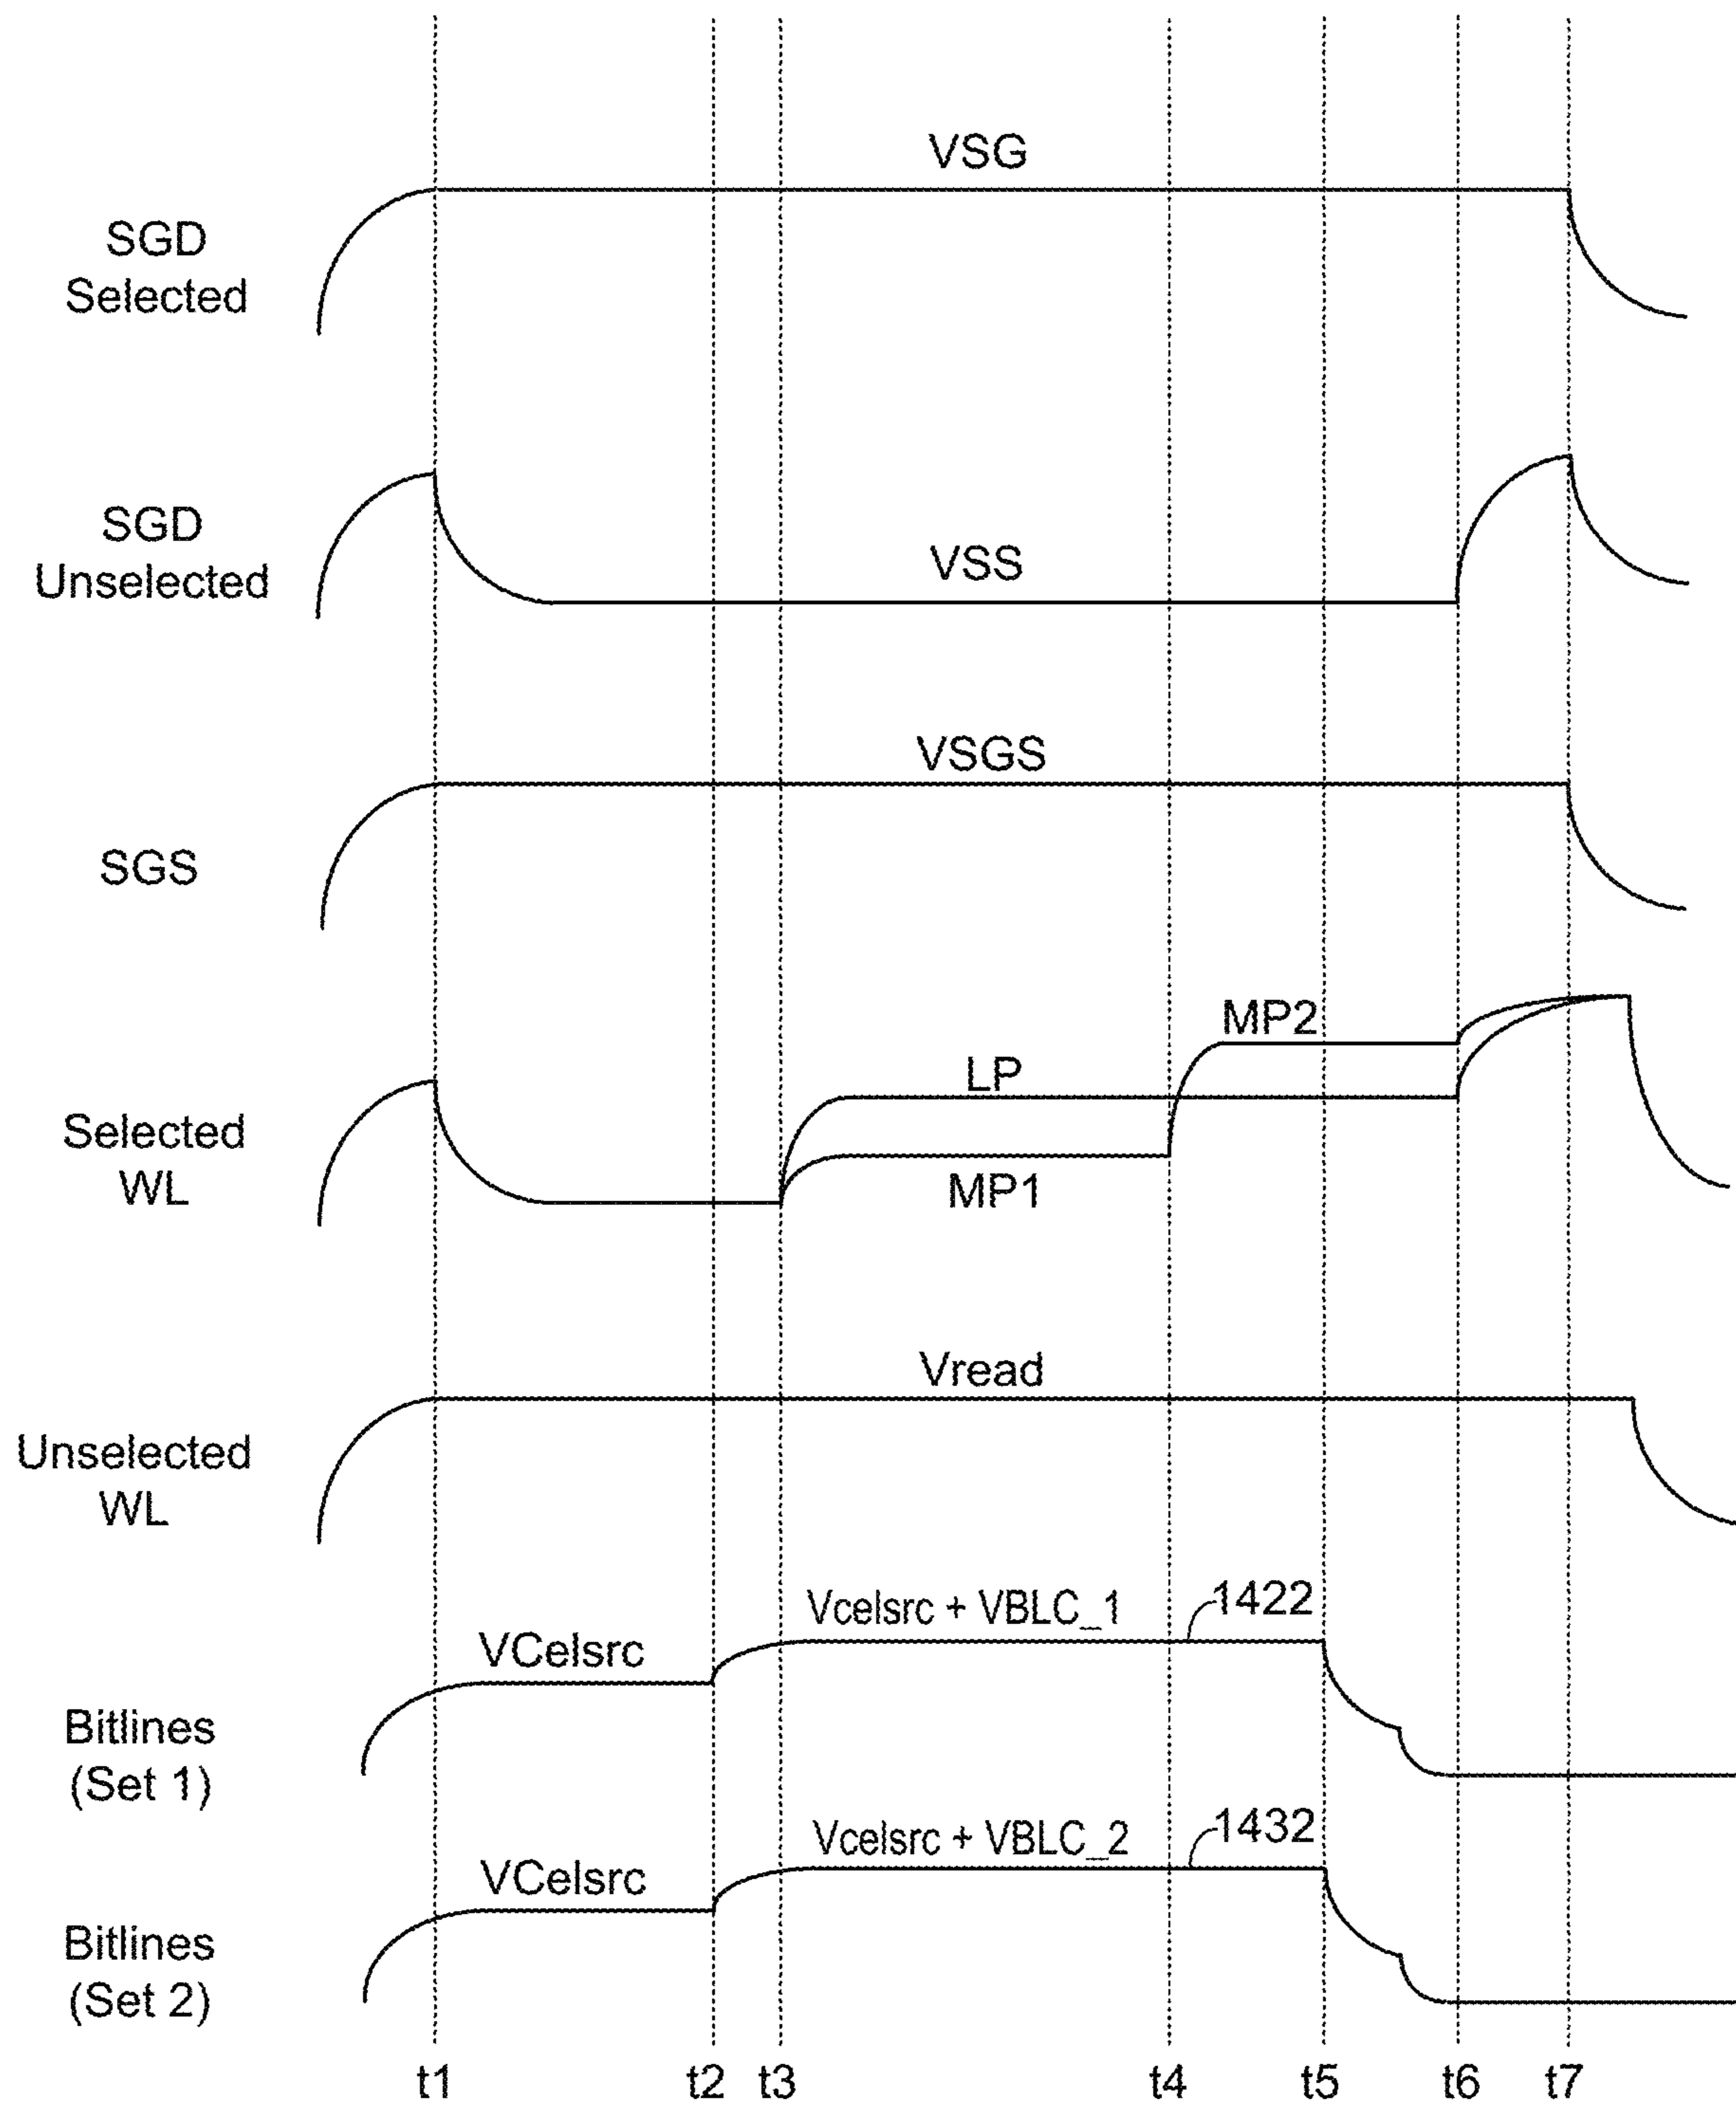 VSG
SGD
Selected
SGD
Unselected
VSS
VSGS
SGS
MP2
LP
Selected
WL
MP1
Vread
Unselected
WL
Vcelsrc + VBLC_1
1422
VCelsrc
Bitlines
(Set 1)
Vcelsrc + VBLC_2
1432
VCelsrc
Bitlines
(Set 2)
t1 t2 t3 t4 t5 t6 t7